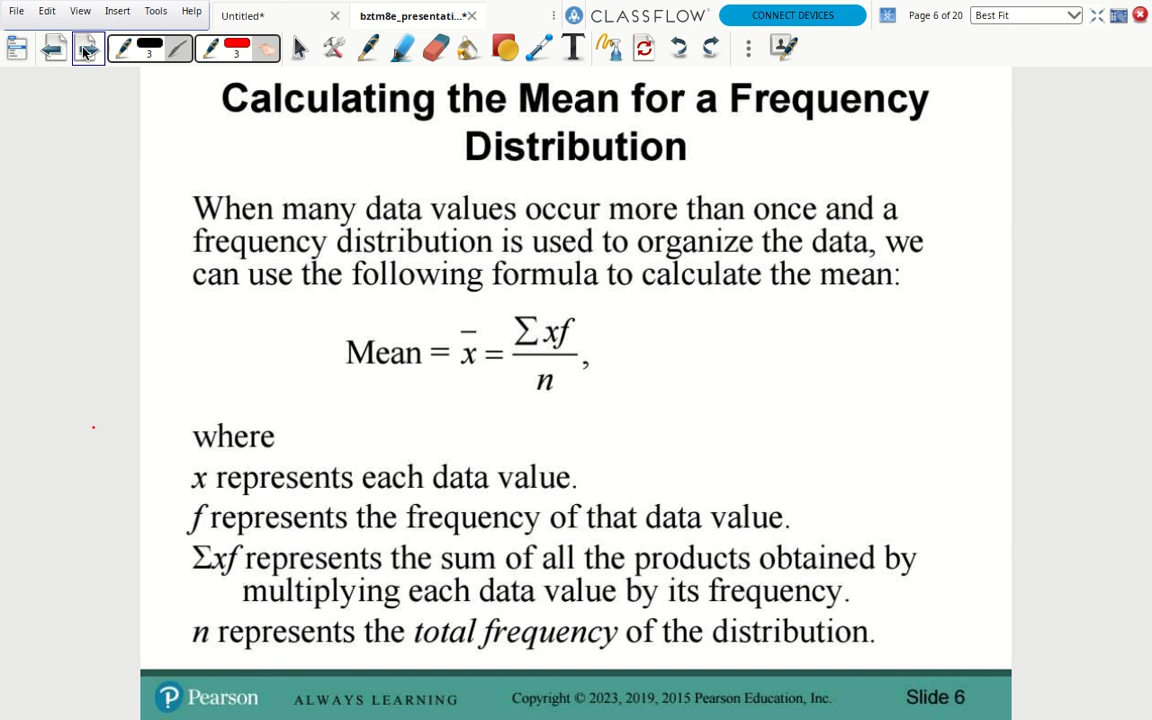 File Edit View Insert Tools Help
Untitled* bztm8e_presentati...* CLASSFLOW CONNECT DEVICES Page 6 of 20 Best Fit
3 3 T
Calculating the Mean for a Frequency
Distribution
When many data values occur more than once and a
frequency distribution is used to organize the data, we
can use the following formula to calculate the mean:
Mean = x̄ = Σxf / n,
where
x represents each data value.
f represents the frequency of that data value.
Σxf represents the sum of all the products obtained by
multiplying each data value by its frequency.
n represents the total frequency of the distribution.
Pearson ALWAYS LEARNING Copyright © 2023, 2019, 2015 Pearson Education, Inc. Slide 6